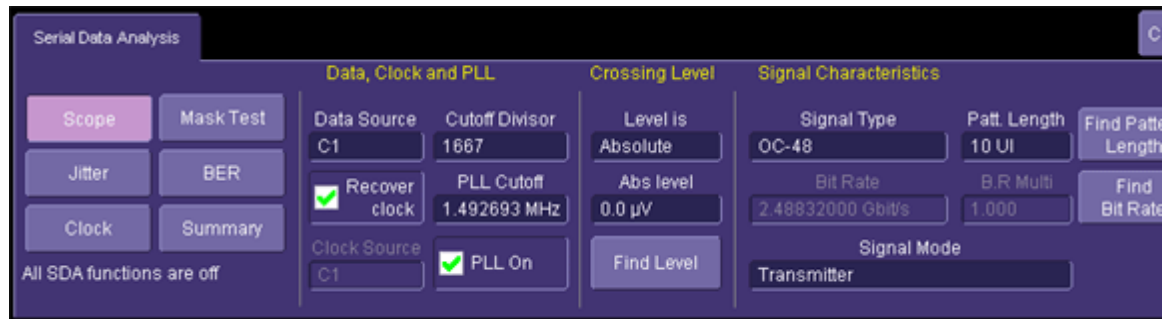 Serial Data Analysis
C
Data, Clock and PLL
Crossing Level
Signal Characteristics
Scope
Mask Test
Jitter
BER
Clock
Summary
All SDA functions are off
Data Source
Cutoff Divisor
C1
1667
Recover
clock
PLL Cutoff
1.492693 MHz
Clock Source
C1
PLL On
Level is
Absolute
Abs level
0.0 µV
Find Level
Signal Type
Patt. Length
OC-48
10 UI
Find Patte
Length
Bit Rate
B.R Multi
2.48832000 Gbit/s
1.000
Find
Bit Rate
Signal Mode
Transmitter